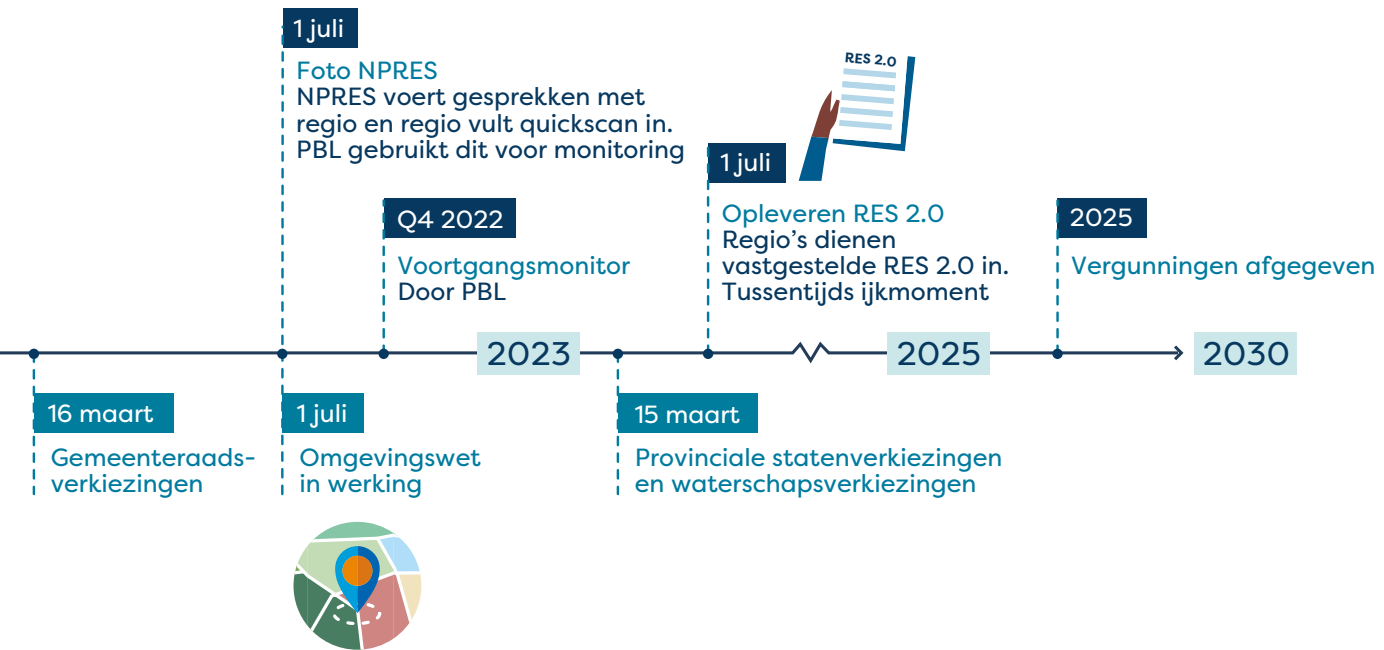 1 juli
Foto NPRES
NPRES voert gesprekken met
regio en regio vult quickscan in.
PBL gebruikt dit voor monitoring
RES 2.0
1 juli
Opleveren RES 2.0
Regio’s dienen
vastgestelde RES 2.0 in.
Tussentijds ijkmoment
Q4 2022
Voortgangsmonitor
Door PBL
2025
Vergunningen afgegeven
2023
2025
2030
16 maart
Gemeenteraads-
verkiezingen
1 juli
Omgevingswet
in werking
15 maart
Provinciale statenverkiezingen
en waterschapsverkiezingen